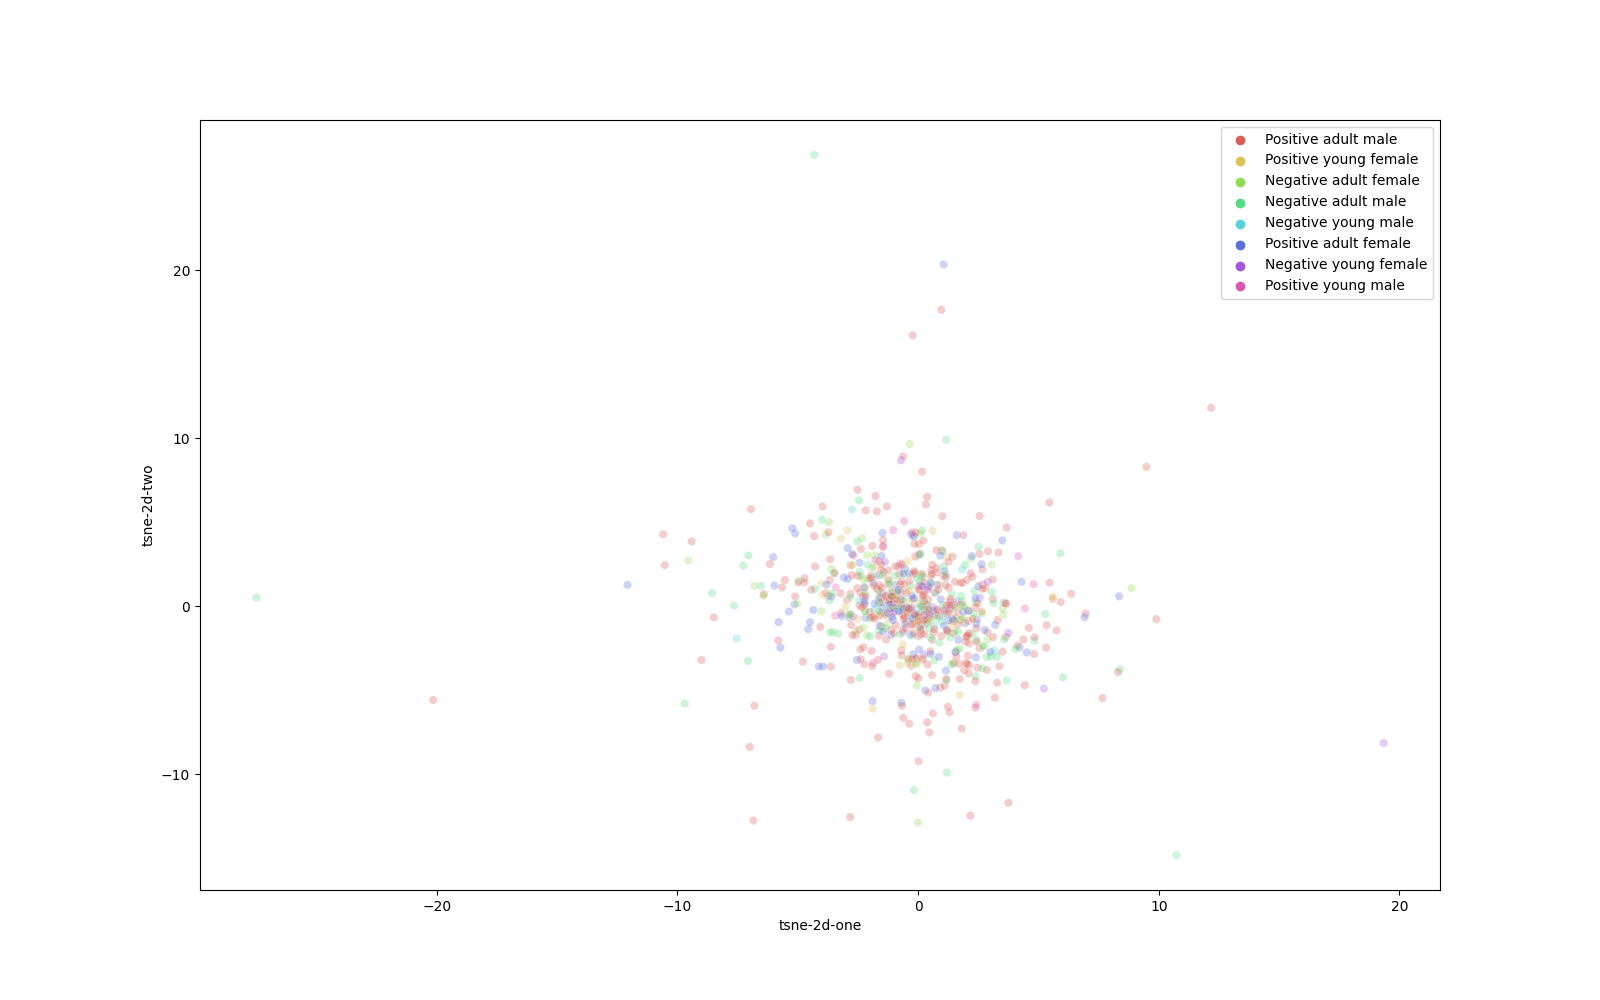 Positive adult male
Positive young female
Negative adult female
Negative adult male
Negative young male
Positive adult female
Negative young female
Positive young male
20
10
0
−10
tsne-2d-two
−20
−10
0
10
20
tsne-2d-one